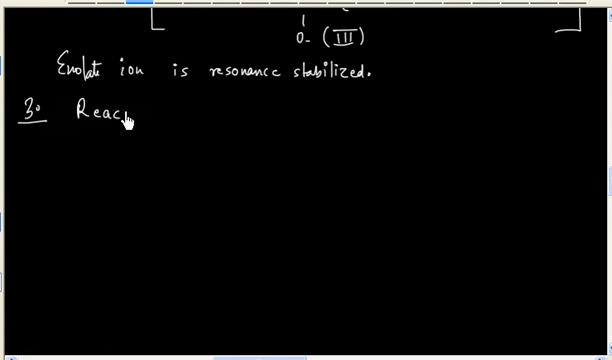 O- (III)
Enolate ion is resonance stabilized.
3. Reac